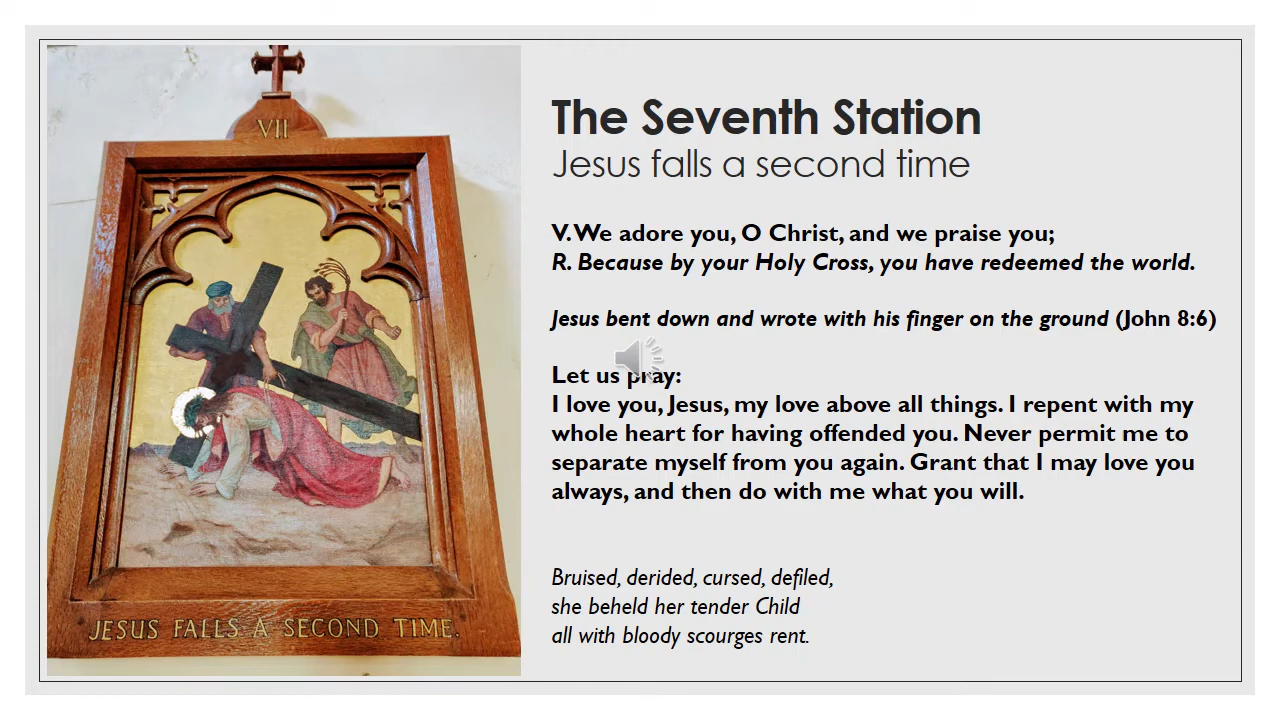 VII
JESUS FALLS A SECOND TIME.
The Seventh Station
Jesus falls a second time
V. We adore you, O Christ, and we praise you;
R. Because by your Holy Cross, you have redeemed the world.
Jesus bent down and wrote with his finger on the ground (John 8:6)
Let us pray:
I love you, Jesus, my love above all things. I repent with my
whole heart for having offended you. Never permit me to
separate myself from you again. Grant that I may love you
always, and then do with me what you will.
Bruised, derided, cursed, defiled,
she beheld her tender Child
all with bloody scourges rent.